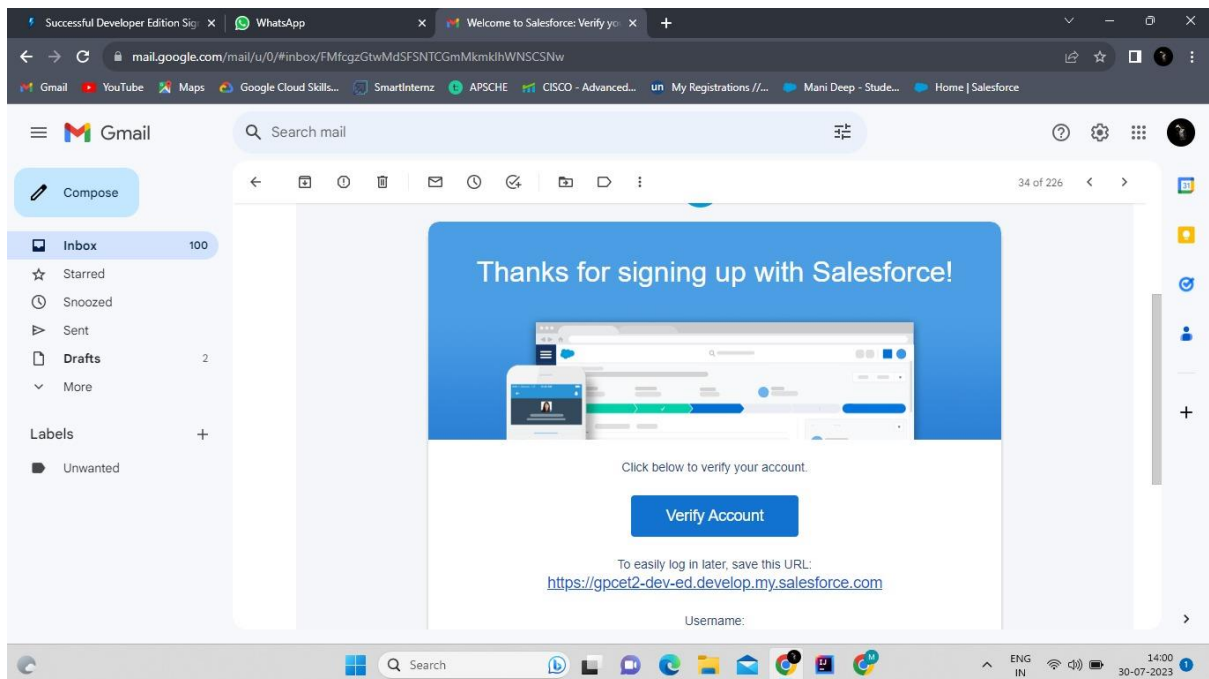 Successful Developer Edition Sig
WhatsApp
Welcome to Salesforce: Verify yo
mail.google.com/mail/u/0/#inbox/FMfcgzGtwMdSFSNTCGmMkmklhWNSCSNw
Gmail YouTube Maps Google Cloud Skills... SmartInternz APSCHE CISCO - Advanced... un My Registrations //... Mani Deep - Stude... Home | Salesforce
Gmail
Search mail
Compose
34 of 226
31
Inbox 100
Starred
Snoozed
Sent
Drafts 2
More
Labels
Unwanted
Thanks for signing up with Salesforce!
Click below to verify your account.
Verify Account
To easily log in later, save this URL:
https://gpcet2-dev-ed.develop.my.salesforce.com
Username:
Search
ENG
IN
14:00
30-07-2023
1